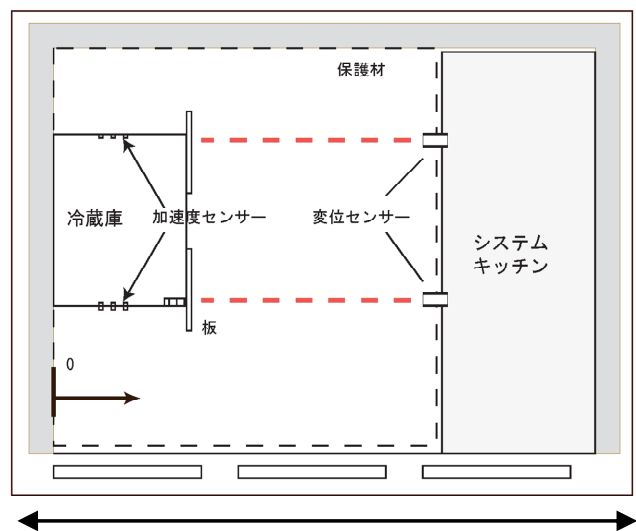 保護材
冷蔵庫
加速度センサー
変位センサー
システム
キッチン
板
0